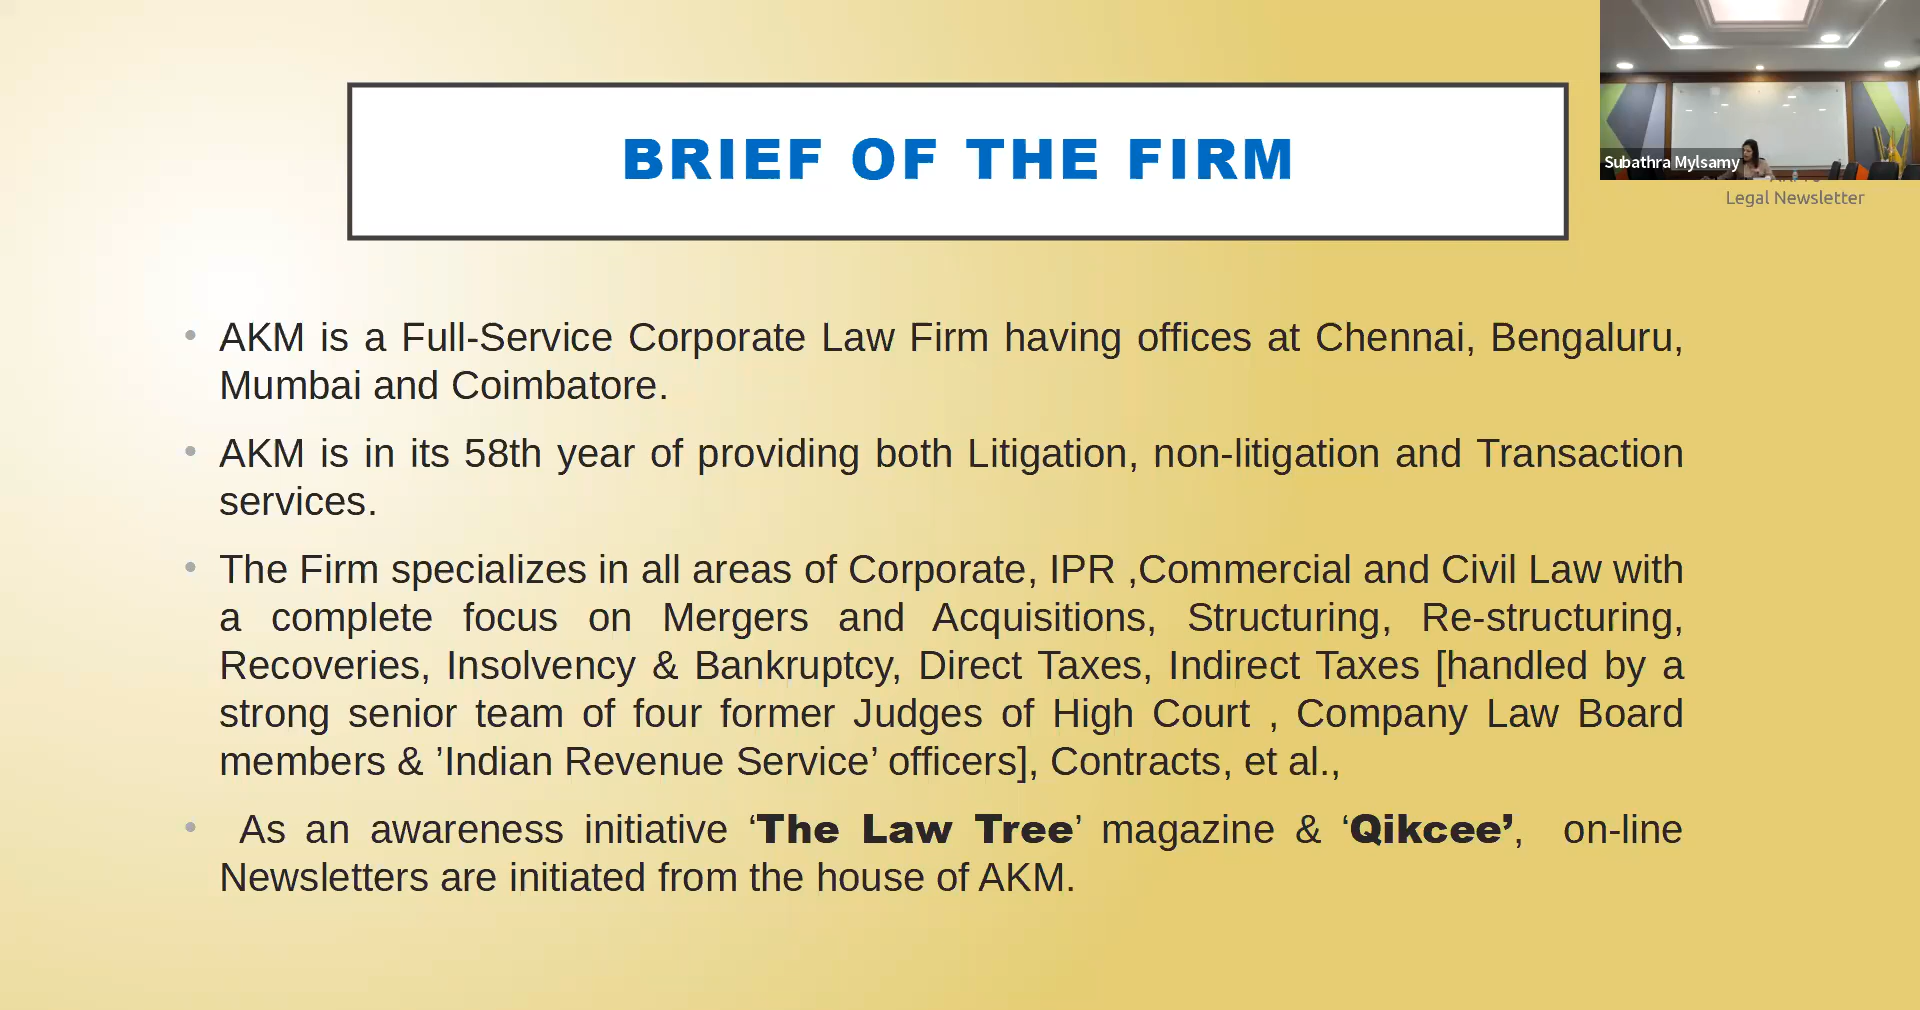 BRIEF OF THE FIRM
Subathra Mylsamy
Legal Newsletter
• AKM is a Full-Service Corporate Law Firm having offices at Chennai, Bengaluru,
Mumbai and Coimbatore.
• AKM is in its 58th year of providing both Litigation, non-litigation and Transaction
services.
• The Firm specializes in all areas of Corporate, IPR ,Commercial and Civil Law with
a complete focus on Mergers and Acquisitions, Structuring, Re-structuring,
Recoveries, Insolvency & Bankruptcy, Direct Taxes, Indirect Taxes [handled by a
strong senior team of four former Judges of High Court , Company Law Board
members & ’Indian Revenue Service’ officers], Contracts, et al.,
• As an awareness initiative ‘The Law Tree’ magazine & ‘Qikcee’, on-line
Newsletters are initiated from the house of AKM.